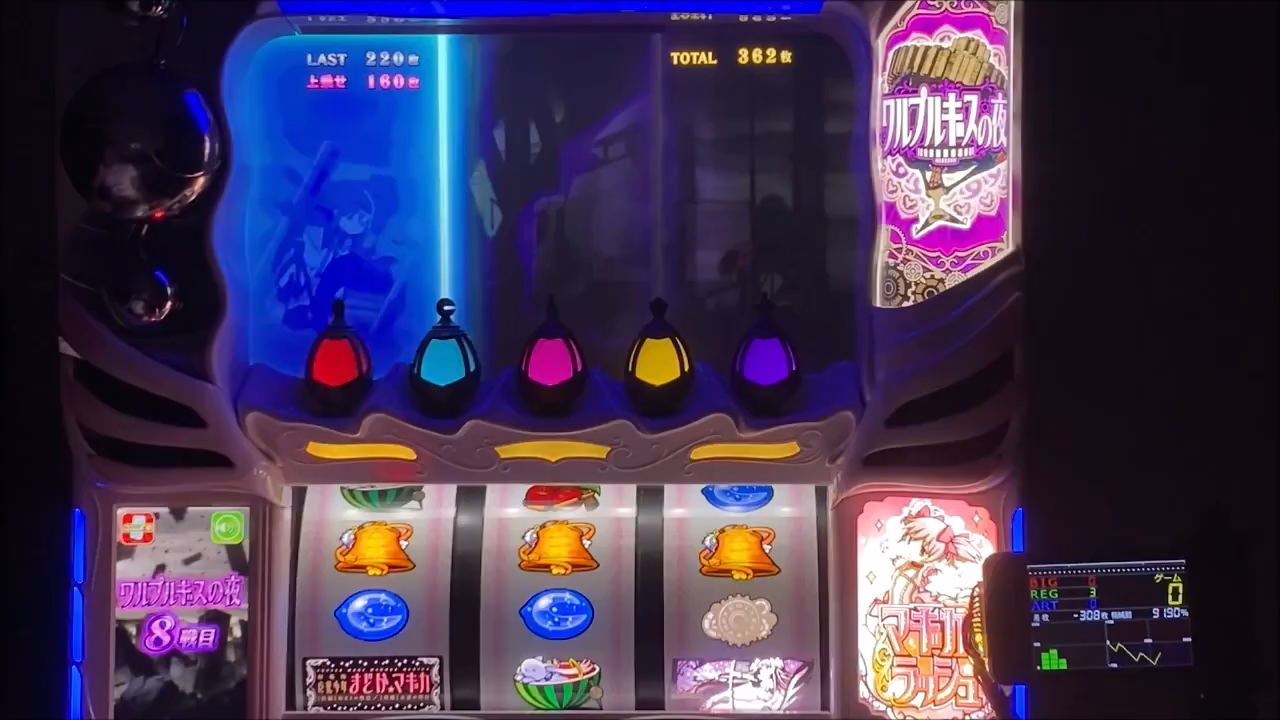 LAST 220枚
上乗せ 160枚
TOTAL 362枚
ワルプルギスの夜
ワルプルギスの夜
8戦目
まどか☆マギカ
マギカ
ラッシュ
BIG 0
REG 3
ART 0
ゲーム
0
-308枚